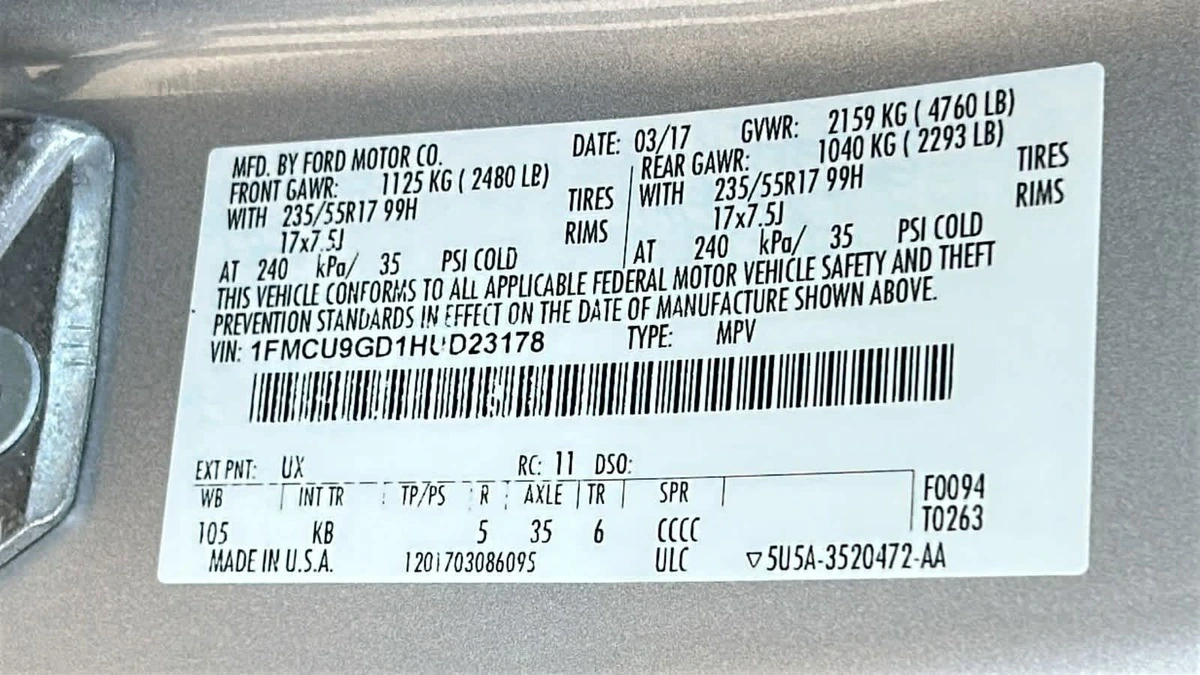 MFD. BY FORD MOTOR CO. DATE: 03/17 GVWR: 2159 KG ( 4760 LB)
FRONT GAWR: 1125 KG ( 2480 LB) REAR GAWR: 1040 KG ( 2293 LB)
WITH 235/55R17 99H TIRES WITH 235/55R17 99H TIRES
17x7.5J RIMS 17x7.5J RIMS
AT 240 kPa/ 35 PSI COLD AT 240 kPa/ 35 PSI COLD
THIS VEHICLE CONFORMS TO ALL APPLICABLE FEDERAL MOTOR VEHICLE SAFETY AND THEFT
PREVENTION STANDARDS IN EFFECT ON THE DATE OF MANUFACTURE SHOWN ABOVE.
VIN: 1FMCU9GD1HUD23178 TYPE: MPV
EXT PNT: UX RC: 11 DSO:
WB INT TR TP/PS R AXLE TR SPR F0094
105 KB 5 35 6 CCCC T0263
MADE IN U.S.A. 1201703086095 ULC ▽5U5A-3520472-AA